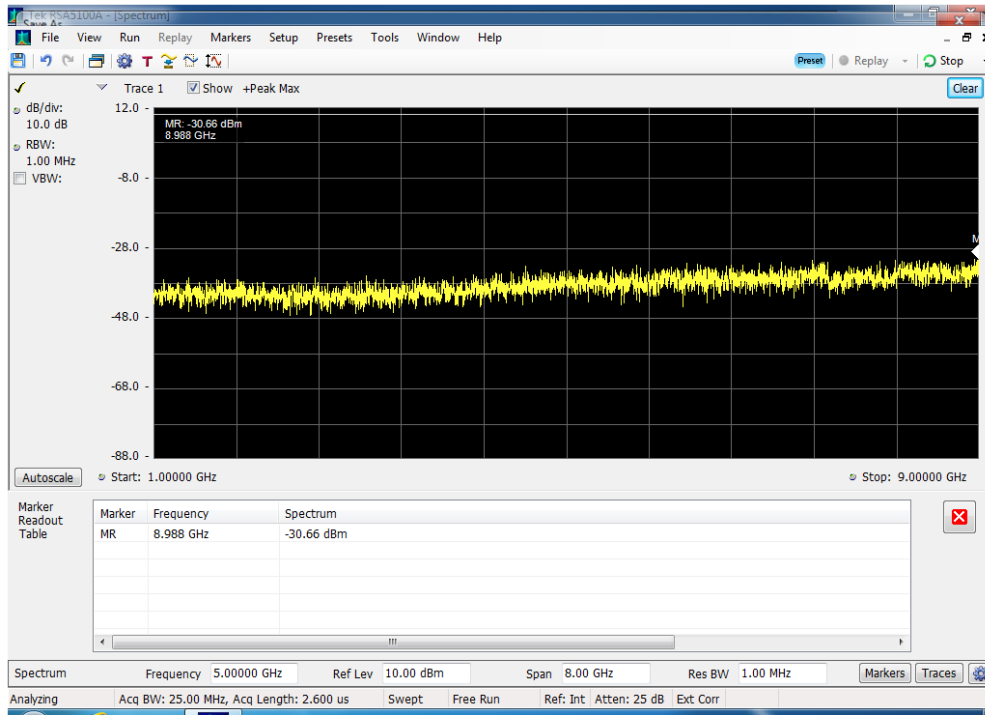 Tek RSA5100A - [Spectrum]
Save As
File View Run Replay Markers Setup Presets Tools Window Help
T Preset Replay Stop
Trace 1 Show +Peak Max Clear
dB/div:
10.0 dB
RBW:
1.00 MHz
VBW:
12.0
MR: -30.66 dBm
8.988 GHz
-8.0
-28.0
M
-48.0
-68.0
-88.0
Autoscale Start: 1.00000 GHz Stop: 9.00000 GHz
Marker
Readout
Table
Marker Frequency Spectrum
MR 8.988 GHz -30.66 dBm
Spectrum Frequency 5.00000 GHz Ref Lev 10.00 dBm Span 8.00 GHz Res BW 1.00 MHz Markers Traces
Analyzing Acq BW: 25.00 MHz, Acq Length: 2.600 us Swept Free Run Ref: Int Atten: 25 dB Ext Corr